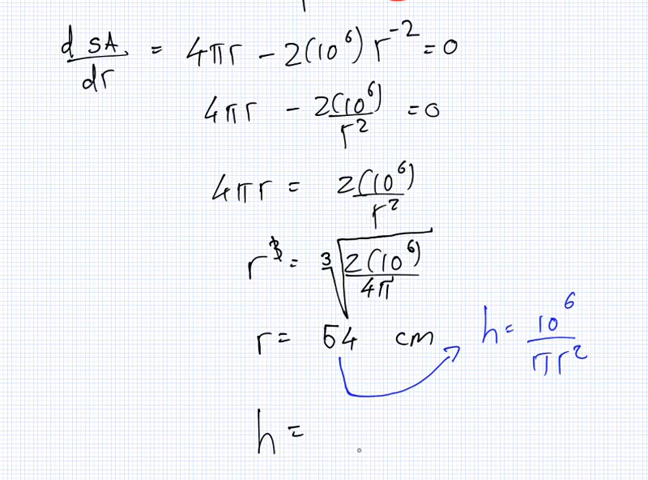 d SA/dr = 4πr - 2(10⁶) r⁻² = 0
4πr - 2(10⁶)/r² = 0
4πr = 2(10⁶)/r²
r³ = ∛(2(10⁶)/4π)
r = 54 cm
h = 10⁶/πr²
h =